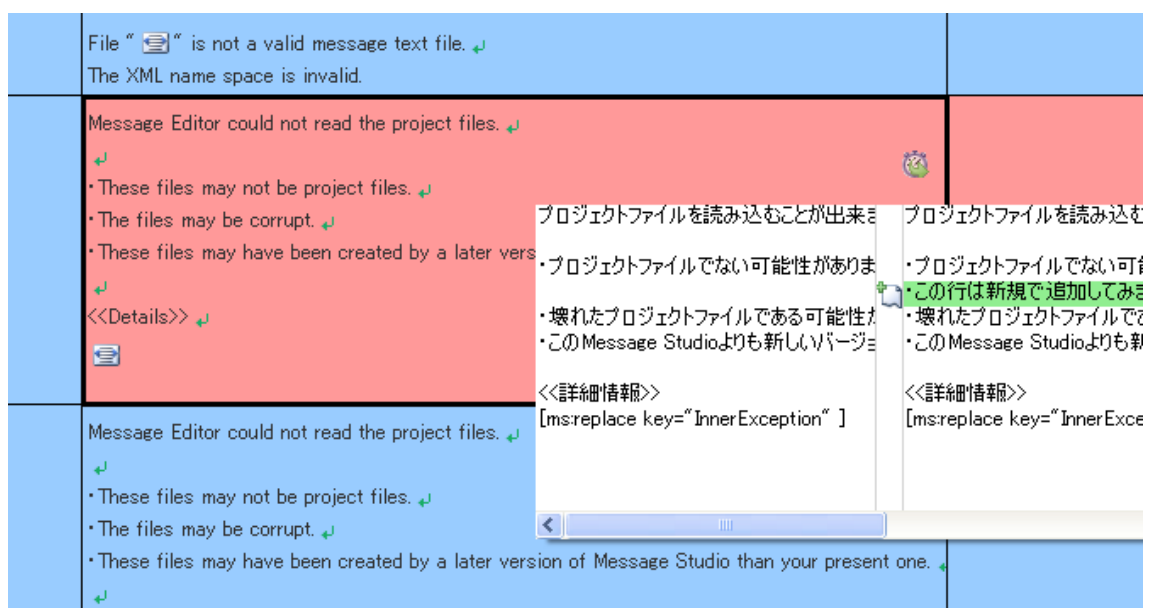 File “ ” is not a valid message text file.
The XML name space is invalid.
Message Editor could not read the project files.
・These files may not be project files.
・The files may be corrupt.
・These files may have been created by a later vers
<<Details>>
プロジェクトファイルを読み込むことが出来ま
・プロジェクトファイルでない可能性がありま
・壊れたプロジェクトファイルである可能性が
・このMessage Studioよりも新しいバージョ
<<詳細情報>>
[ms:replace key="InnerException" ]
プロジェクトファイルを読み込む
・プロジェクトファイルでない可能
・この行は新規で追加してみま
・壊れたプロジェクトファイルで
・このMessage Studioよりも新
<<詳細情報>>
[ms:replace key="InnerExce
Message Editor could not read the project files.
・These files may not be project files.
・The files may be corrupt.
・These files may have been created by a later version of Message Studio than your present one.